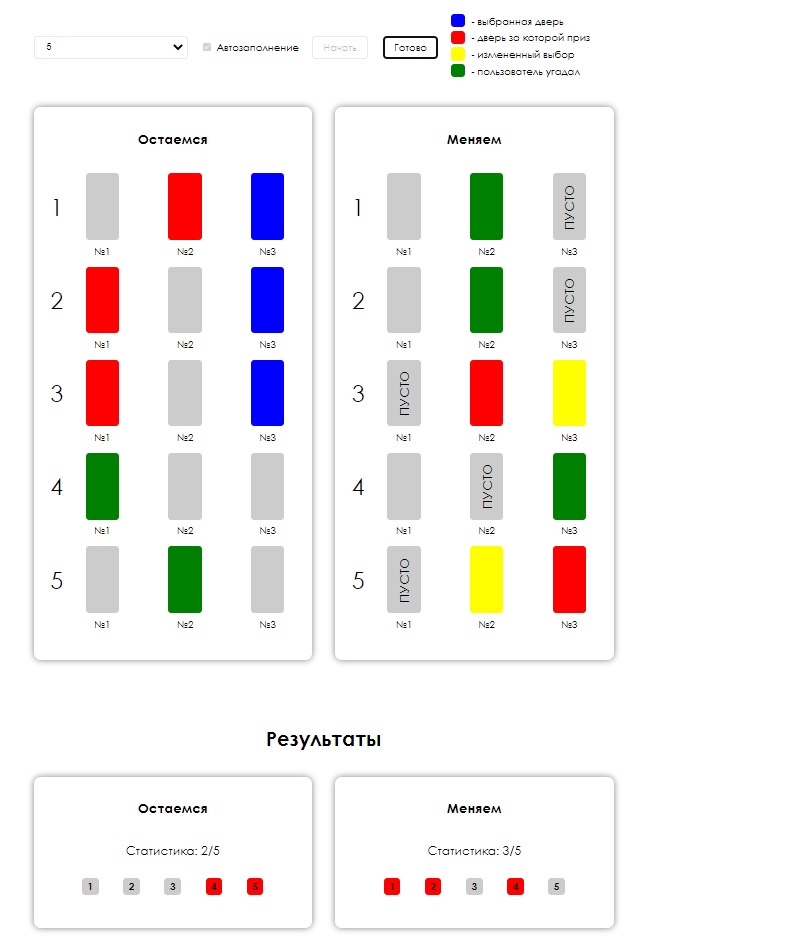 5
Автозаполнение
Начать
Готово
- выбранная дверь
- дверь за которой приз
- измененный выбор
- пользователь угадал
Остаемся
1
№1 №2 №3
2
№1 №2 №3
3
№1 №2 №3
4
№1 №2 №3
5
№1 №2 №3
Меняем
1 ПУСТО
№1 №2 №3
2 ПУСТО
№1 №2 №3
3 ПУСТО
№1 №2 №3
4 ПУСТО
№1 №2 №3
5 ПУСТО
№1 №2 №3
Результаты
Остаемся
Статистика: 2/5
1 2 3 4 5
Меняем
Статистика: 3/5
1 2 3 4 5